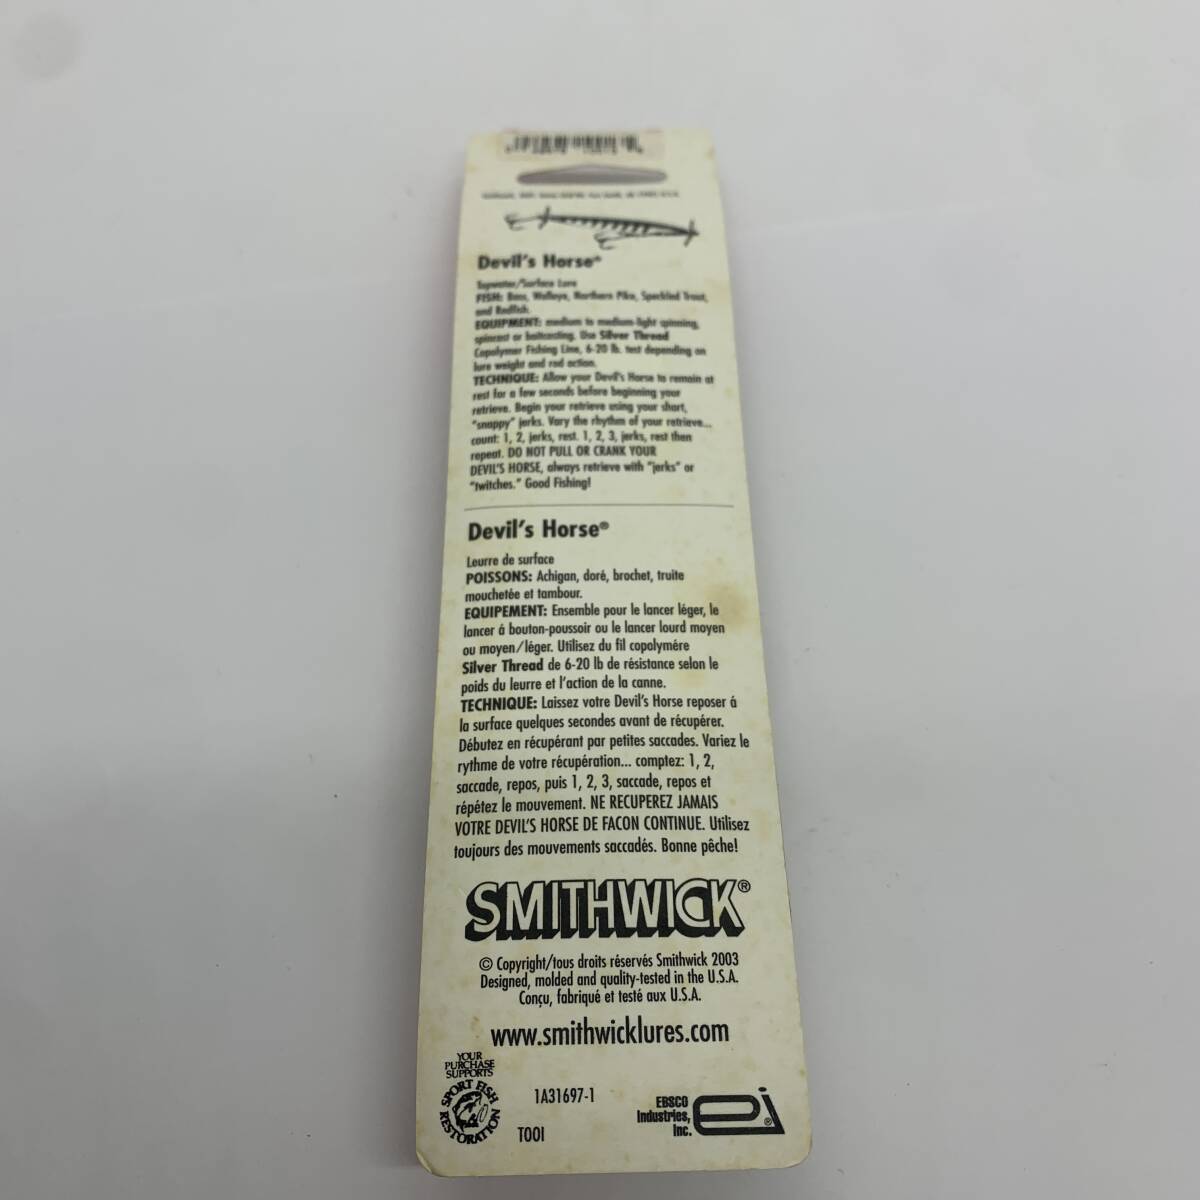 Devil's Horse®
Topwater/Surface Lure
FISH: Bass, Walleye, Northern Pike, Speckled Trout,
and Redfish.
EQUIPMENT: medium to medium-light spinning,
spincast or baitcasting. Use Silver Thread
Copolymer Fishing Line, 6-20 lb. test depending on
lure weight and rod action.
TECHNIQUE: Allow your Devil's Horse to remain at
rest for a few seconds before beginning your
retrieve. Begin your retrieve using your short,
"snappy" jerks. Vary the rhythm of your retrieve...
count: 1, 2, jerks, rest. 1, 2, 3, jerks, rest then
repeat. DO NOT PULL OR CRANK YOUR
DEVIL'S HORSE, always retrieve with "jerks" or
"twitches." Good Fishing!
Devil's Horse®
Leurre de surface
POISSONS: Achigan, doré, brochet, truite
mouchetée et tambour.
EQUIPEMENT: Ensemble pour le lancer léger, le
lancer á bouton-poussoir ou le lancer lourd moyen
ou moyen/léger. Utilisez du fil copolymére
Silver Thread de 6-20 lb de résistance selon le
poids du leurre et l'action de la canne.
TECHNIQUE: Laissez votre Devil's Horse reposer á
la surface quelques secondes avant de récupérer.
Débutez en récupérant par petites saccades. Variez le
rythme de votre récupération... comptez: 1, 2,
saccade, repos, puis 1, 2, 3, saccade, repos et
répétez le mouvement. NE RECUPEREZ JAMAIS
VOTRE DEVIL'S HORSE DE FACON CONTINUE. Utilisez
toujours des mouvements saccadés. Bonne pêche!
SMITHWICK®
© Copyright/tous droits réservés Smithwick 2003
Designed, molded and quality-tested in the U.S.A.
Conçu, fabriqué et testé aux U.S.A.
www.smithwicklures.com
YOUR
PURCHASE
SUPPORTS
SPORT FISH
RESTORATION
1A31697-1
TOOI
EBSCO
Industries,
Inc.
ei®